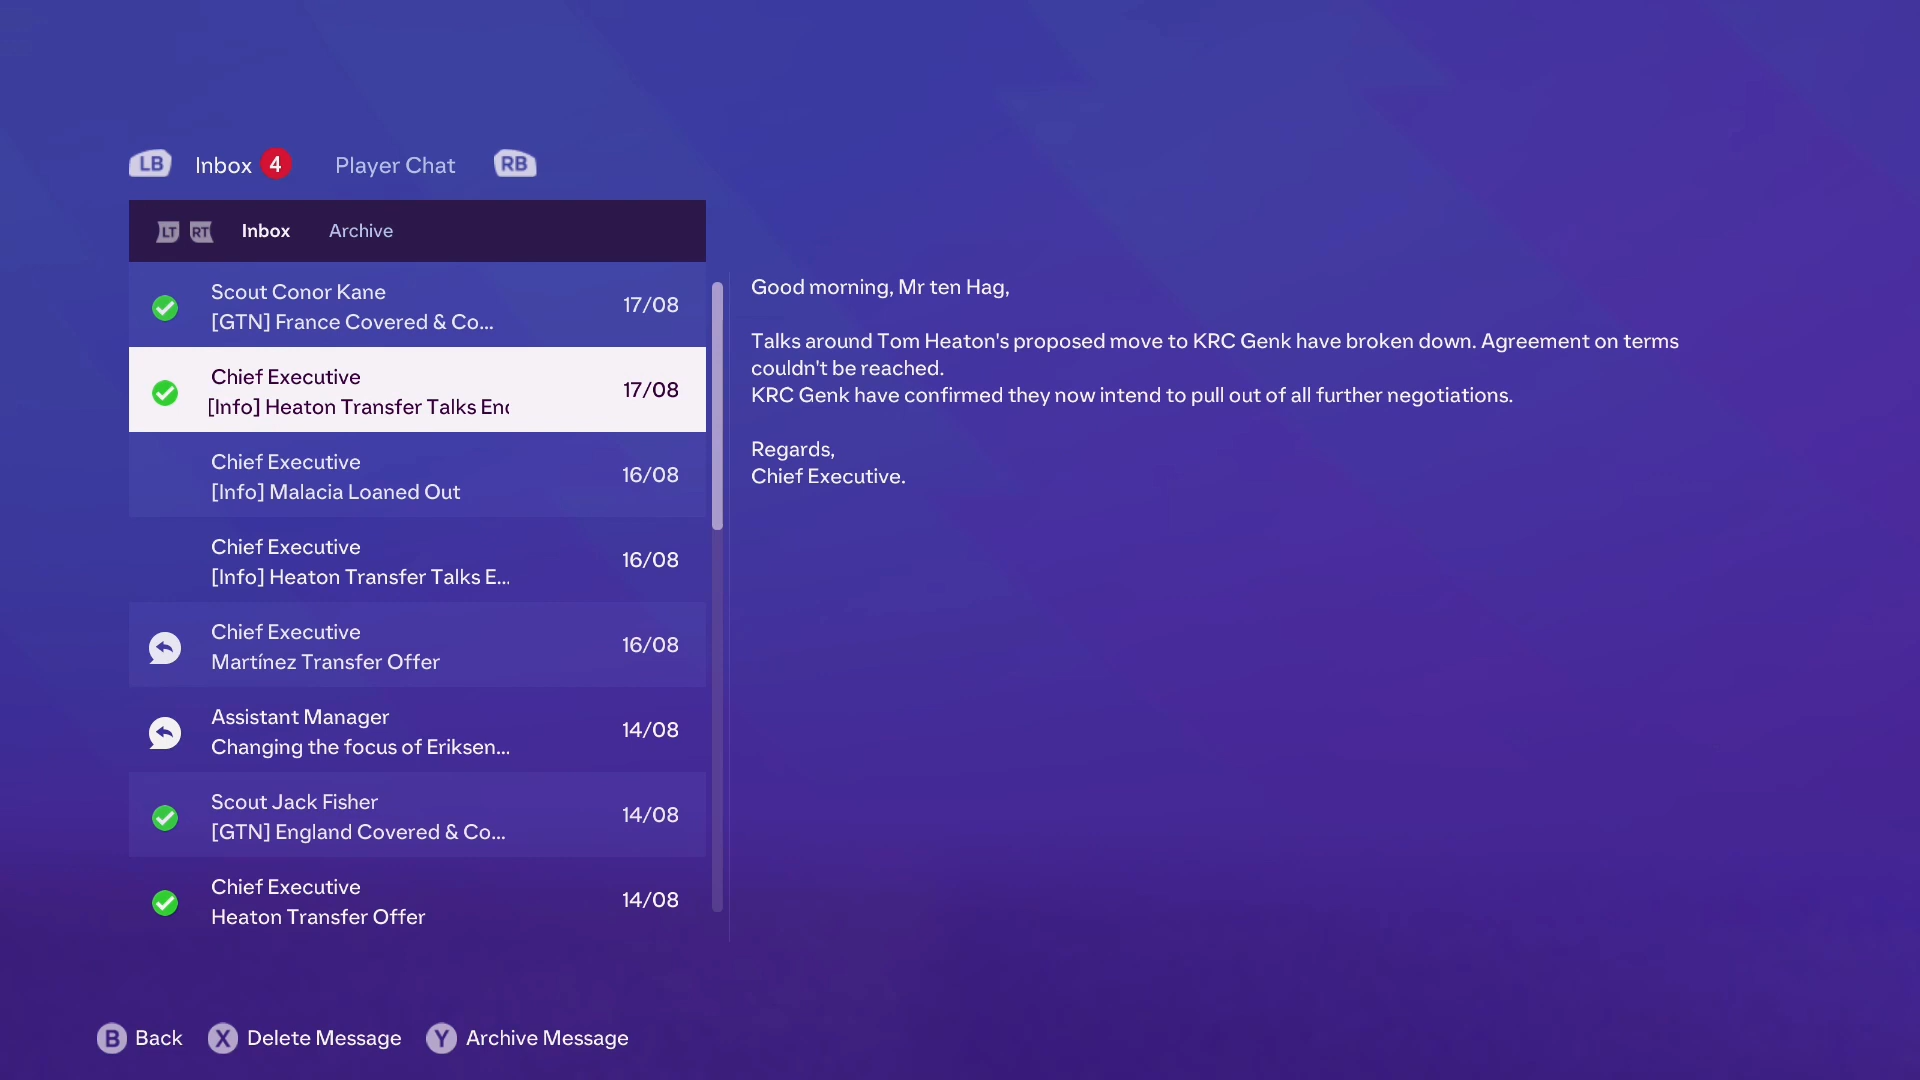 LB Inbox 4 Player Chat RB
LT RT Inbox Archive
Scout Conor Kane
[GTN] France Covered & Co...
17/08
Chief Executive
[Info] Heaton Transfer Talks End
17/08
Chief Executive
[Info] Malacia Loaned Out
16/08
Chief Executive
[Info] Heaton Transfer Talks E...
16/08
Chief Executive
Martínez Transfer Offer
16/08
Assistant Manager
Changing the focus of Eriksen...
14/08
Scout Jack Fisher
[GTN] England Covered & Co...
14/08
Chief Executive
Heaton Transfer Offer
14/08
Good morning, Mr ten Hag,
Talks around Tom Heaton's proposed move to KRC Genk have broken down. Agreement on terms
couldn't be reached.
KRC Genk have confirmed they now intend to pull out of all further negotiations.
Regards,
Chief Executive.
B Back X Delete Message Y Archive Message